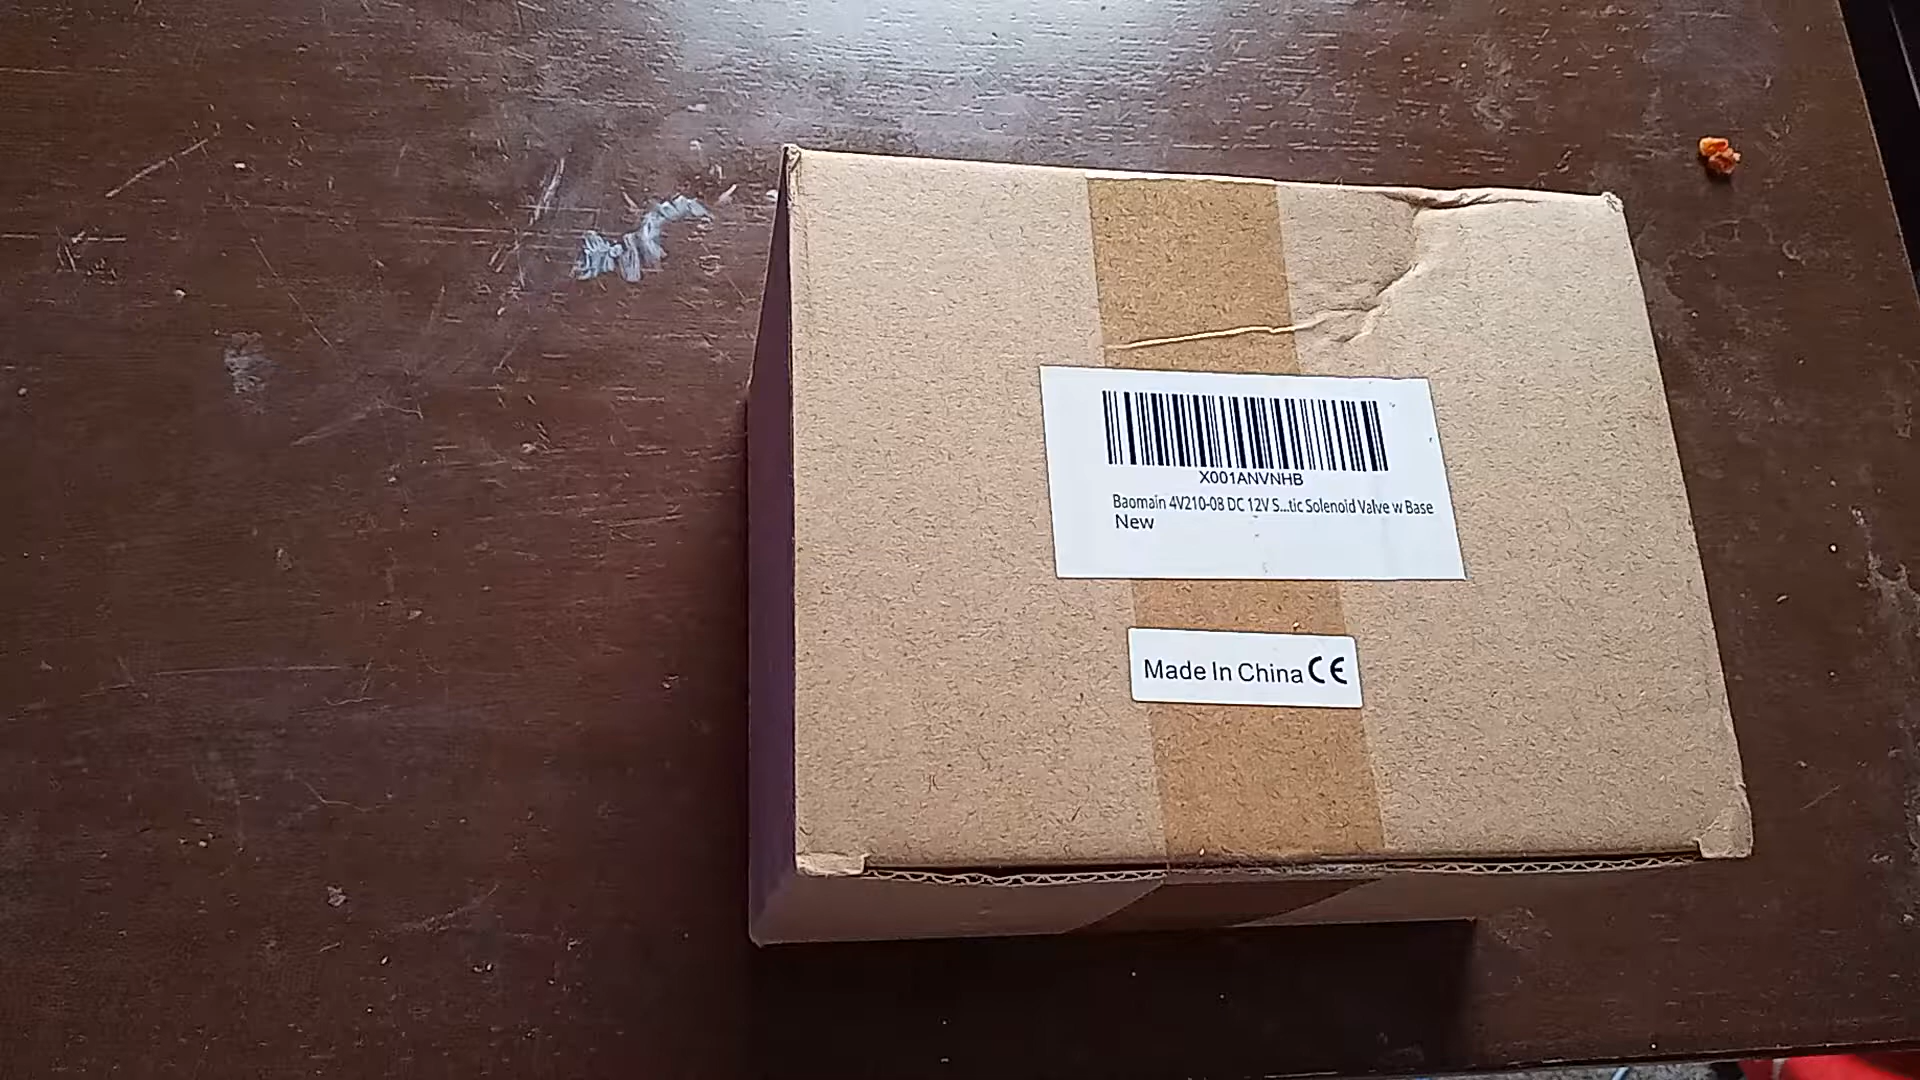 X001ANVNHB
Baomain 4V210-08 DC 12V S...tic Solenoid Valve w Base
New
Made In China CE